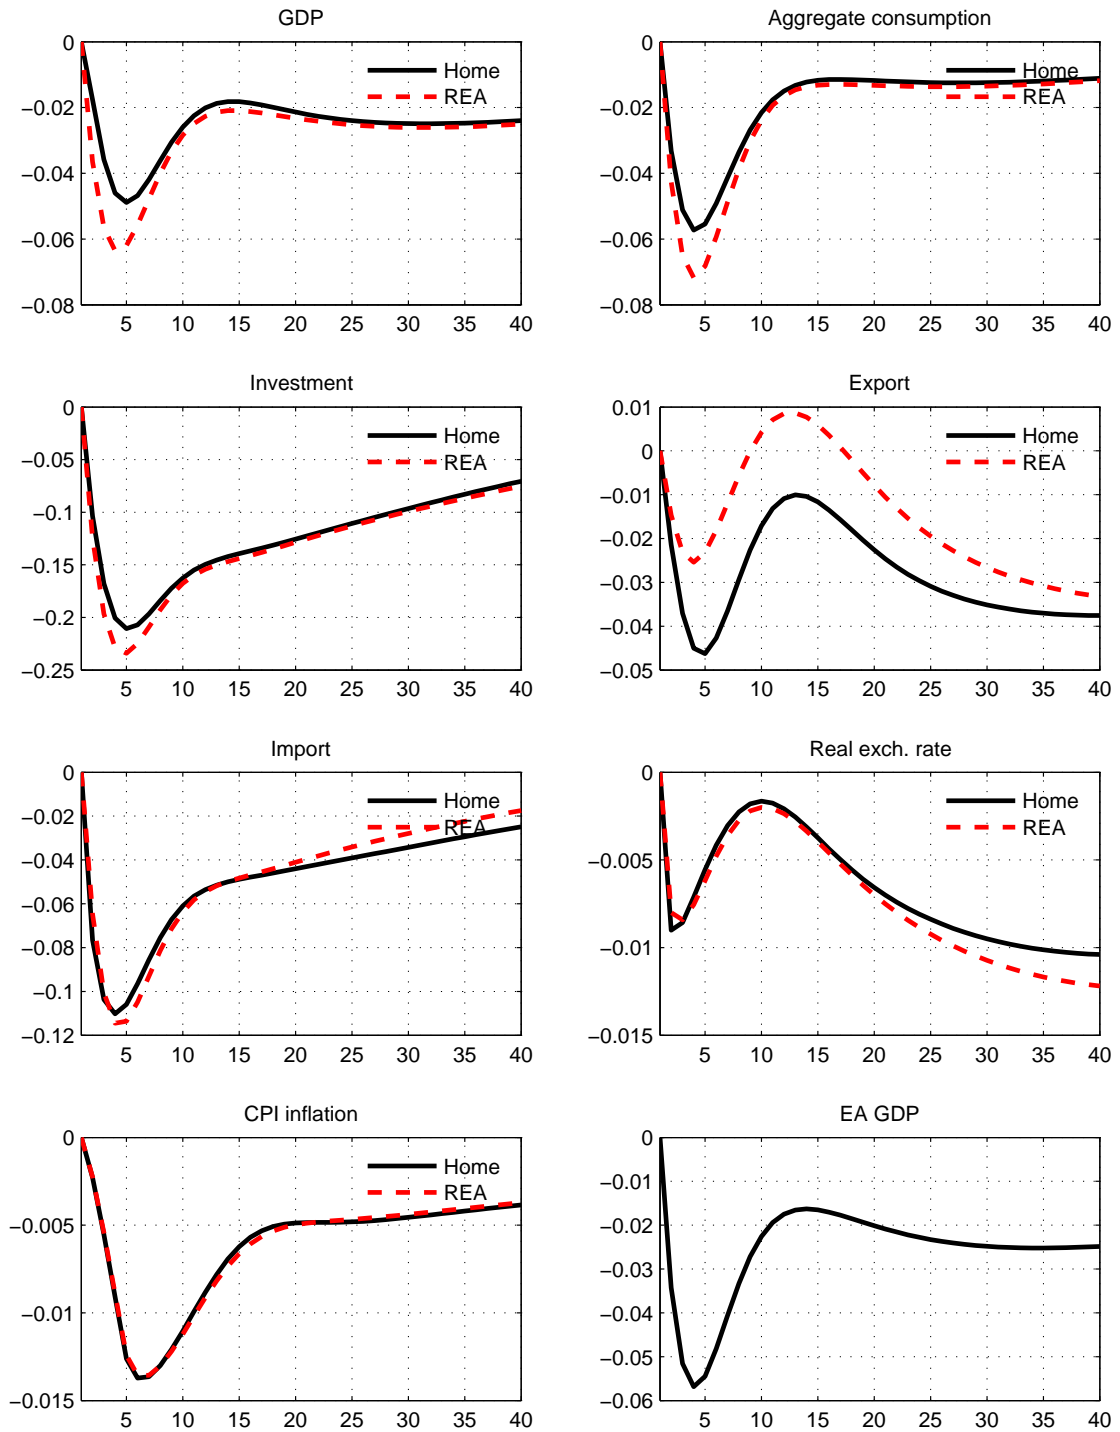 GDP
0
−0.02
−0.04
−0.06
−0.08
5 10 15 20 25 30 35 40
Home
REA
Aggregate consumption
0
−0.02
−0.04
−0.06
−0.08
5 10 15 20 25 30 35 40
Home
REA
Investment
0
−0.05
−0.1
−0.15
−0.2
−0.25
5 10 15 20 25 30 35 40
Home
REA
Export
0.01
0
−0.01
−0.02
−0.03
−0.04
−0.05
5 10 15 20 25 30 35 40
Home
REA
Import
0
−0.02
−0.04
−0.06
−0.08
−0.1
−0.12
5 10 15 20 25 30 35 40
Home
REA
Real exch. rate
0
−0.005
−0.01
−0.015
5 10 15 20 25 30 35 40
Home
REA
CPI inflation
0
−0.005
−0.01
−0.015
5 10 15 20 25 30 35 40
Home
REA
EA GDP
0
−0.01
−0.02
−0.03
−0.04
−0.05
−0.06
5 10 15 20 25 30 35 40